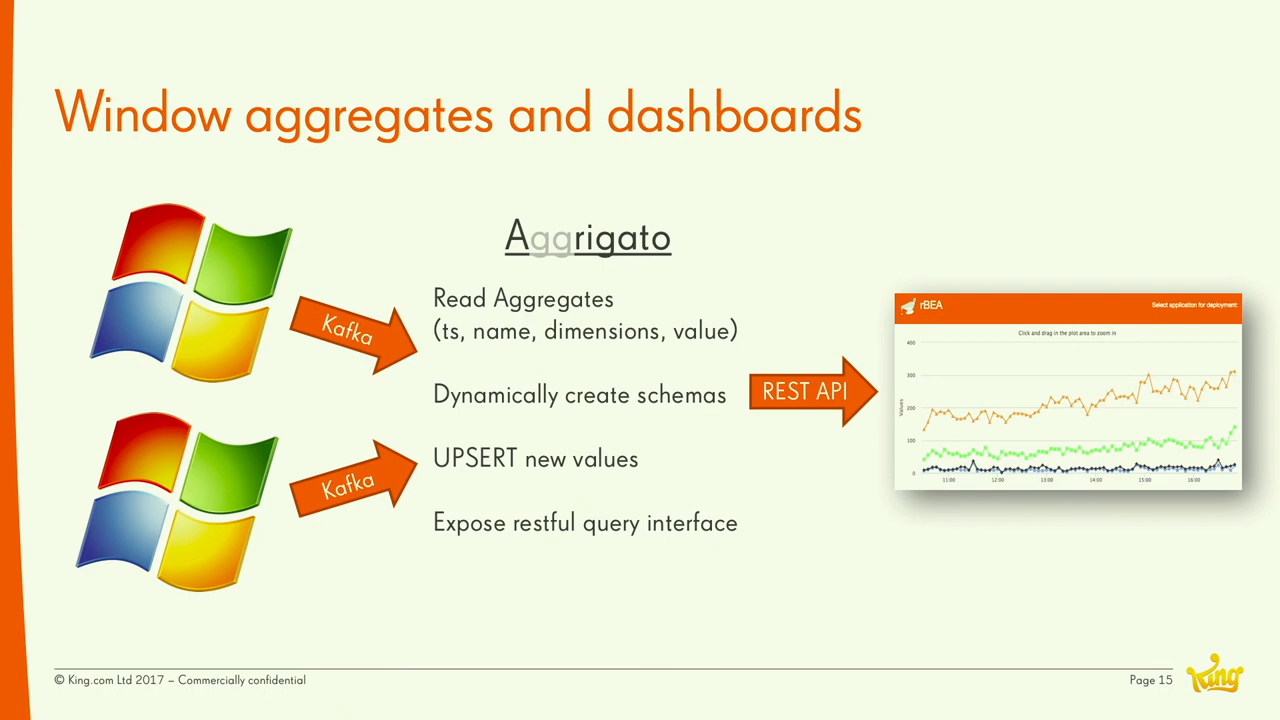 Window aggregates and dashboards
Aggrigato
Read Aggregates
(ts, name, dimensions, value)
Dynamically create schemas
UPSERT new values
Expose restful query interface
Kafka
Kafka
REST API
rBEA
Select application for deployment:
Click and drag in the plot area to zoom in
Values
400
300
200
100
0
11:00 12:00 13:00 14:00 15:00 16:00
© King.com Ltd 2017 – Commercially confidential
Page 15
King